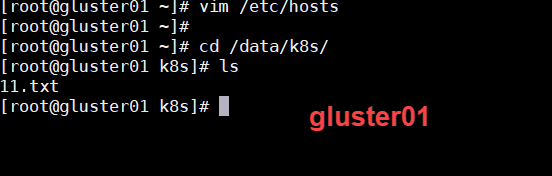 [root@gluster01 ~]# vim /etc/hosts
[root@gluster01 ~]#
[root@gluster01 ~]# cd /data/k8s/
[root@gluster01 k8s]# ls
11.txt
[root@gluster01 k8s]#
gluster01